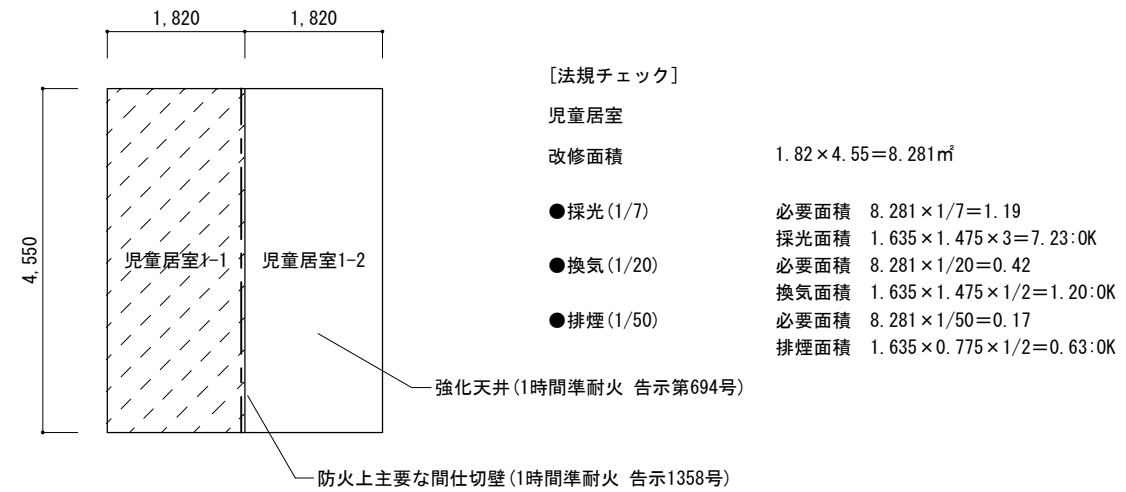 1,820
1,820
4,550
児童居室1-1
児童居室1-2
[法規チェック]
児童居室
改修面積 1.82×4.55=8.281㎡
●採光(1/7) 必要面積 8.281×1/7=1.19
採光面積 1.635×1.475×3=7.23:OK
●換気(1/20) 必要面積 8.281×1/20=0.42
換気面積 1.635×1.475×1/2=1.20:OK
●排煙(1/50) 必要面積 8.281×1/50=0.17
排煙面積 1.635×0.775×1/2=0.63:OK
強化天井(1時間準耐火 告示第694号)
防火上主要な間仕切壁(1時間準耐火 告示1358号)